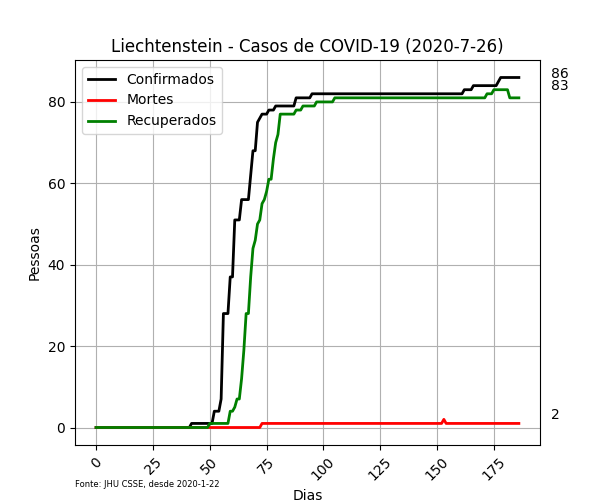 Liechtenstein - Casos de COVID-19 (2020-7-26)
Confirmados
Mortes
Recuperados
86
83
2
Pessoas
80
60
40
20
0
0
25
50
75
100
125
150
175
Fonte: JHU CSSE, desde 2020-1-22
Dias